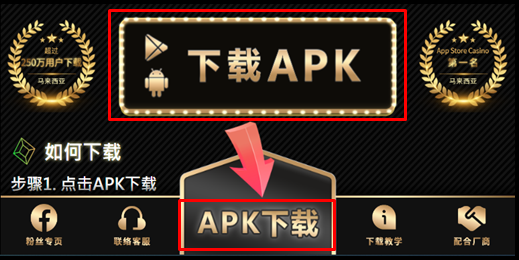 超过
250万用户下载
马来西亚
下载APK
App Store Casino
第一名
马来西亚
如何下载
步骤1. 点击APK下载
APK下载
粉丝专页
联络客服
下载教学
配合厂商